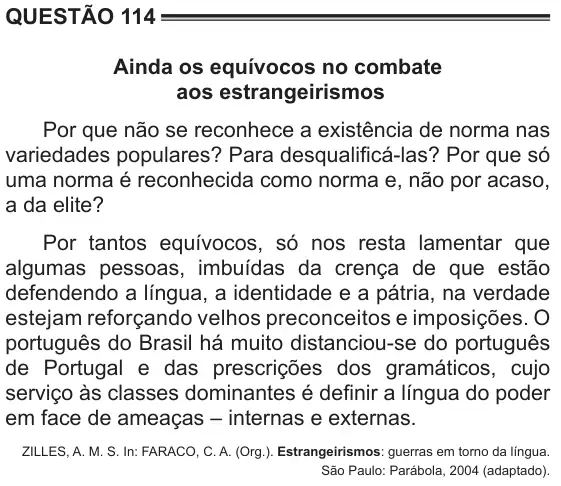 QUESTÃO 114
Ainda os equívocos no combate
aos estrangeirismos
Por que não se reconhece a existência de norma nas
variedades populares? Para desqualificá-las? Por que só
uma norma é reconhecida como norma e, não por acaso,
a da elite?
Por tantos equívocos, só nos resta lamentar que
algumas pessoas, imbuídas da crença de que estão
defendendo a língua, a identidade e a pátria, na verdade
estejam reforçando velhos preconceitos e imposições. O
português do Brasil há muito distanciou-se do português
de Portugal e das prescrições dos gramáticos, cujo
serviço às classes dominantes é definir a língua do poder
em face de ameaças – internas e externas.
ZILLES, A. M. S. In: FARACO, C. A. (Org.). Estrangeirismos: guerras em torno da língua.
São Paulo: Parábola, 2004 (adaptado).